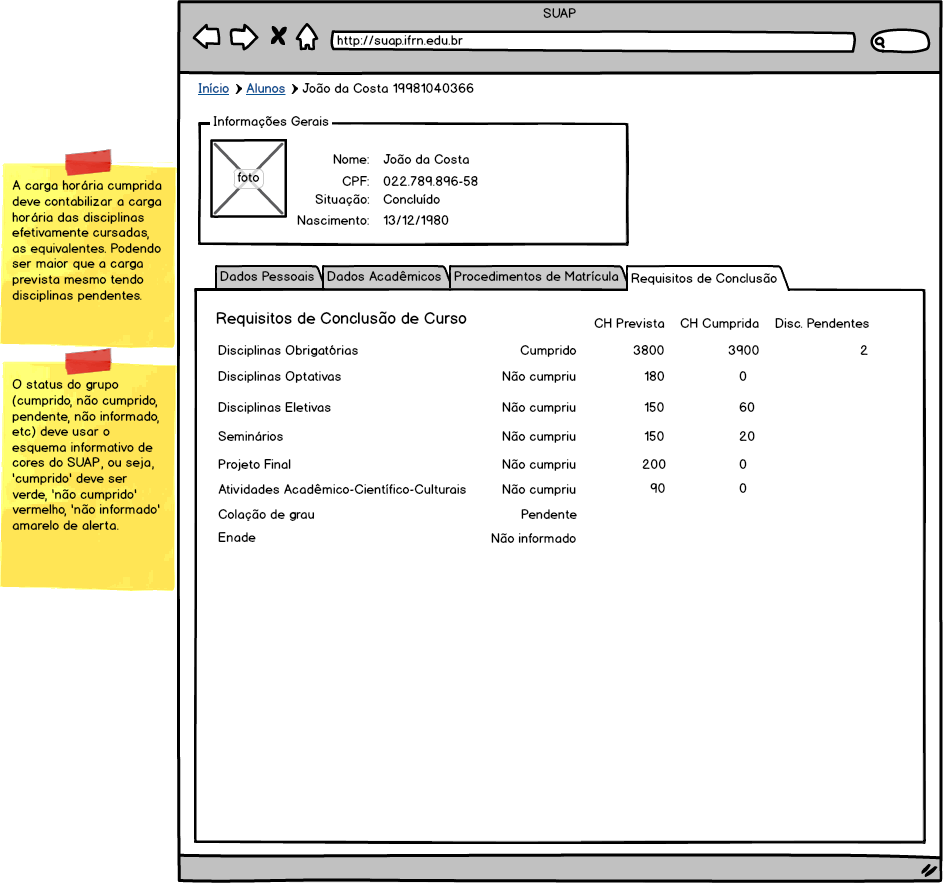 SUAP
http://suap.ifrn.edu.br
Início > Alunos > João da Costa 19981040366
Informações Gerais
foto
Nome: João da Costa
CPF: 022.789.896-58
Situação: Concluído
Nascimento: 13/12/1980
A carga horária cumprida
deve contabilizar a carga
horária das disciplinas
efetivamente cursadas,
as equivalentes. Podendo
ser maior que a carga
prevista mesmo tendo
disciplinas pendentes.
O status do grupo
(cumprido, não cumprido,
pendente, não informado,
etc) deve usar o
esquema informativo de
cores do SUAP, ou seja,
'cumprido' deve ser
verde, 'não cumprido'
vermelho, 'não informado'
amarelo de alerta.
Dados Pessoais Dados Acadêmicos Procedimentos de Matrícula Requisitos de Conclusão
Requisitos de Conclusão de Curso CH Prevista CH Cumprida Disc. Pendentes
Disciplinas Obrigatórias Cumprido 3800 3900 2
Disciplinas Optativas Não cumpriu 180 0
Disciplinas Eletivas Não cumpriu 150 60
Seminários Não cumpriu 150 20
Projeto Final Não cumpriu 200 0
Atividades Acadêmico-Científico-Culturais Não cumpriu 90 0
Colação de grau Pendente
Enade Não informado